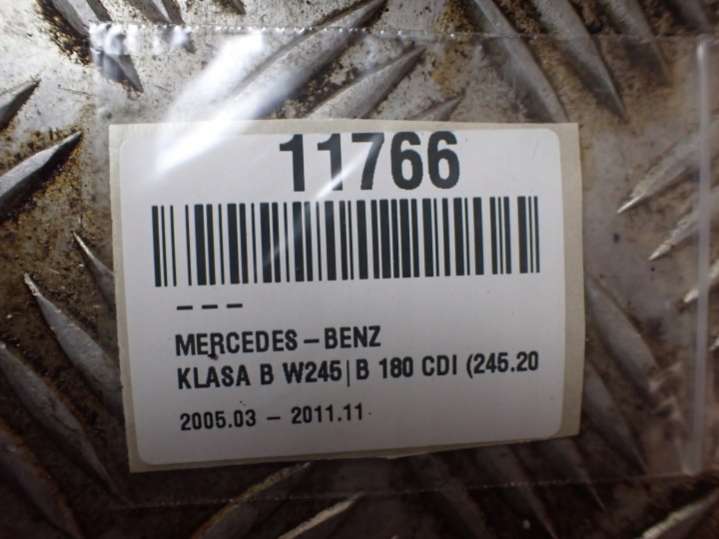 11766
– – –
MERCEDES – BENZ
KLASA B W245|B 180 CDI (245.20
2005.03 – 2011.11